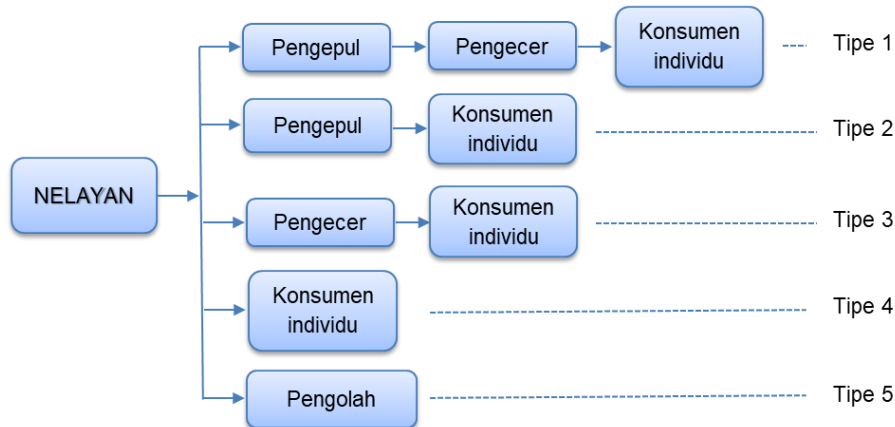 Pengepul
Pengecer
Konsumen
individu
Tipe 1
Pengepul
Konsumen
individu
Tipe 2
NELAYAN
Pengecer
Konsumen
individu
Tipe 3
Konsumen
individu
Tipe 4
Pengolah
Tipe 5